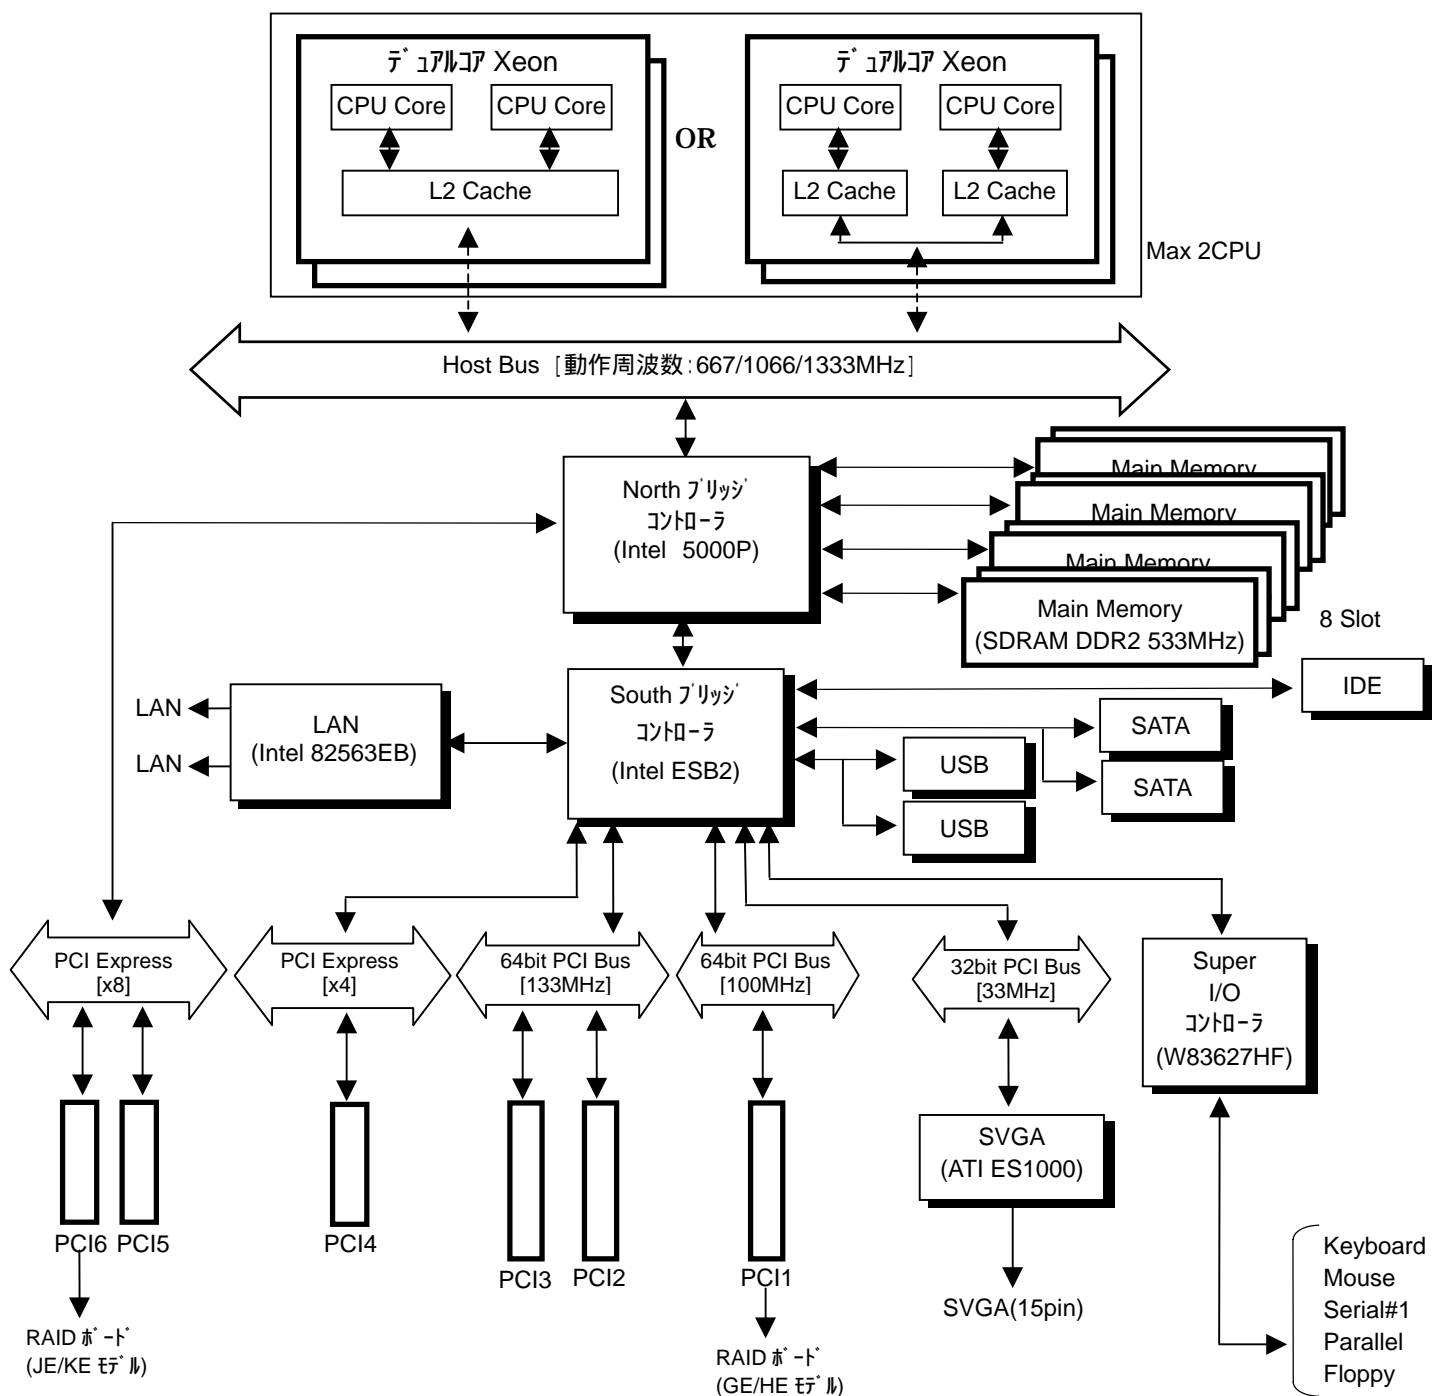 ﾃﾞｭｱﾙｺｱ Xeon
CPU Core
CPU Core
L2 Cache
OR
ﾃﾞｭｱﾙｺｱ Xeon
CPU Core
CPU Core
L2 Cache
L2 Cache
Max 2CPU
Host Bus [動作周波数:667/1066/1333MHz]
North ﾌﾞﾘｯｼﾞ
ｺﾝﾄﾛｰﾗ
(Intel 5000P)
Main Memory
Main Memory
Main Memory
Main Memory
(SDRAM DDR2 533MHz)
8 Slot
LAN
LAN
LAN
(Intel 82563EB)
South ﾌﾞﾘｯｼﾞ
ｺﾝﾄﾛｰﾗ
(Intel ESB2)
IDE
SATA
SATA
USB
USB
PCI Express
[x8]
PCI Express
[x4]
64bit PCI Bus
[133MHz]
64bit PCI Bus
[100MHz]
32bit PCI Bus
[33MHz]
Super
I/O
ｺﾝﾄﾛｰﾗ
(W83627HF)
SVGA
(ATI ES1000)
PCI6
PCI5
PCI4
PCI3
PCI2
PCI1
SVGA(15pin)
RAID ﾎﾞｰﾄﾞ
(JE/KE ﾓﾃﾞﾙ)
RAID ﾎﾞｰﾄﾞ
(GE/HE ﾓﾃﾞﾙ)
Keyboard
Mouse
Serial#1
Parallel
Floppy